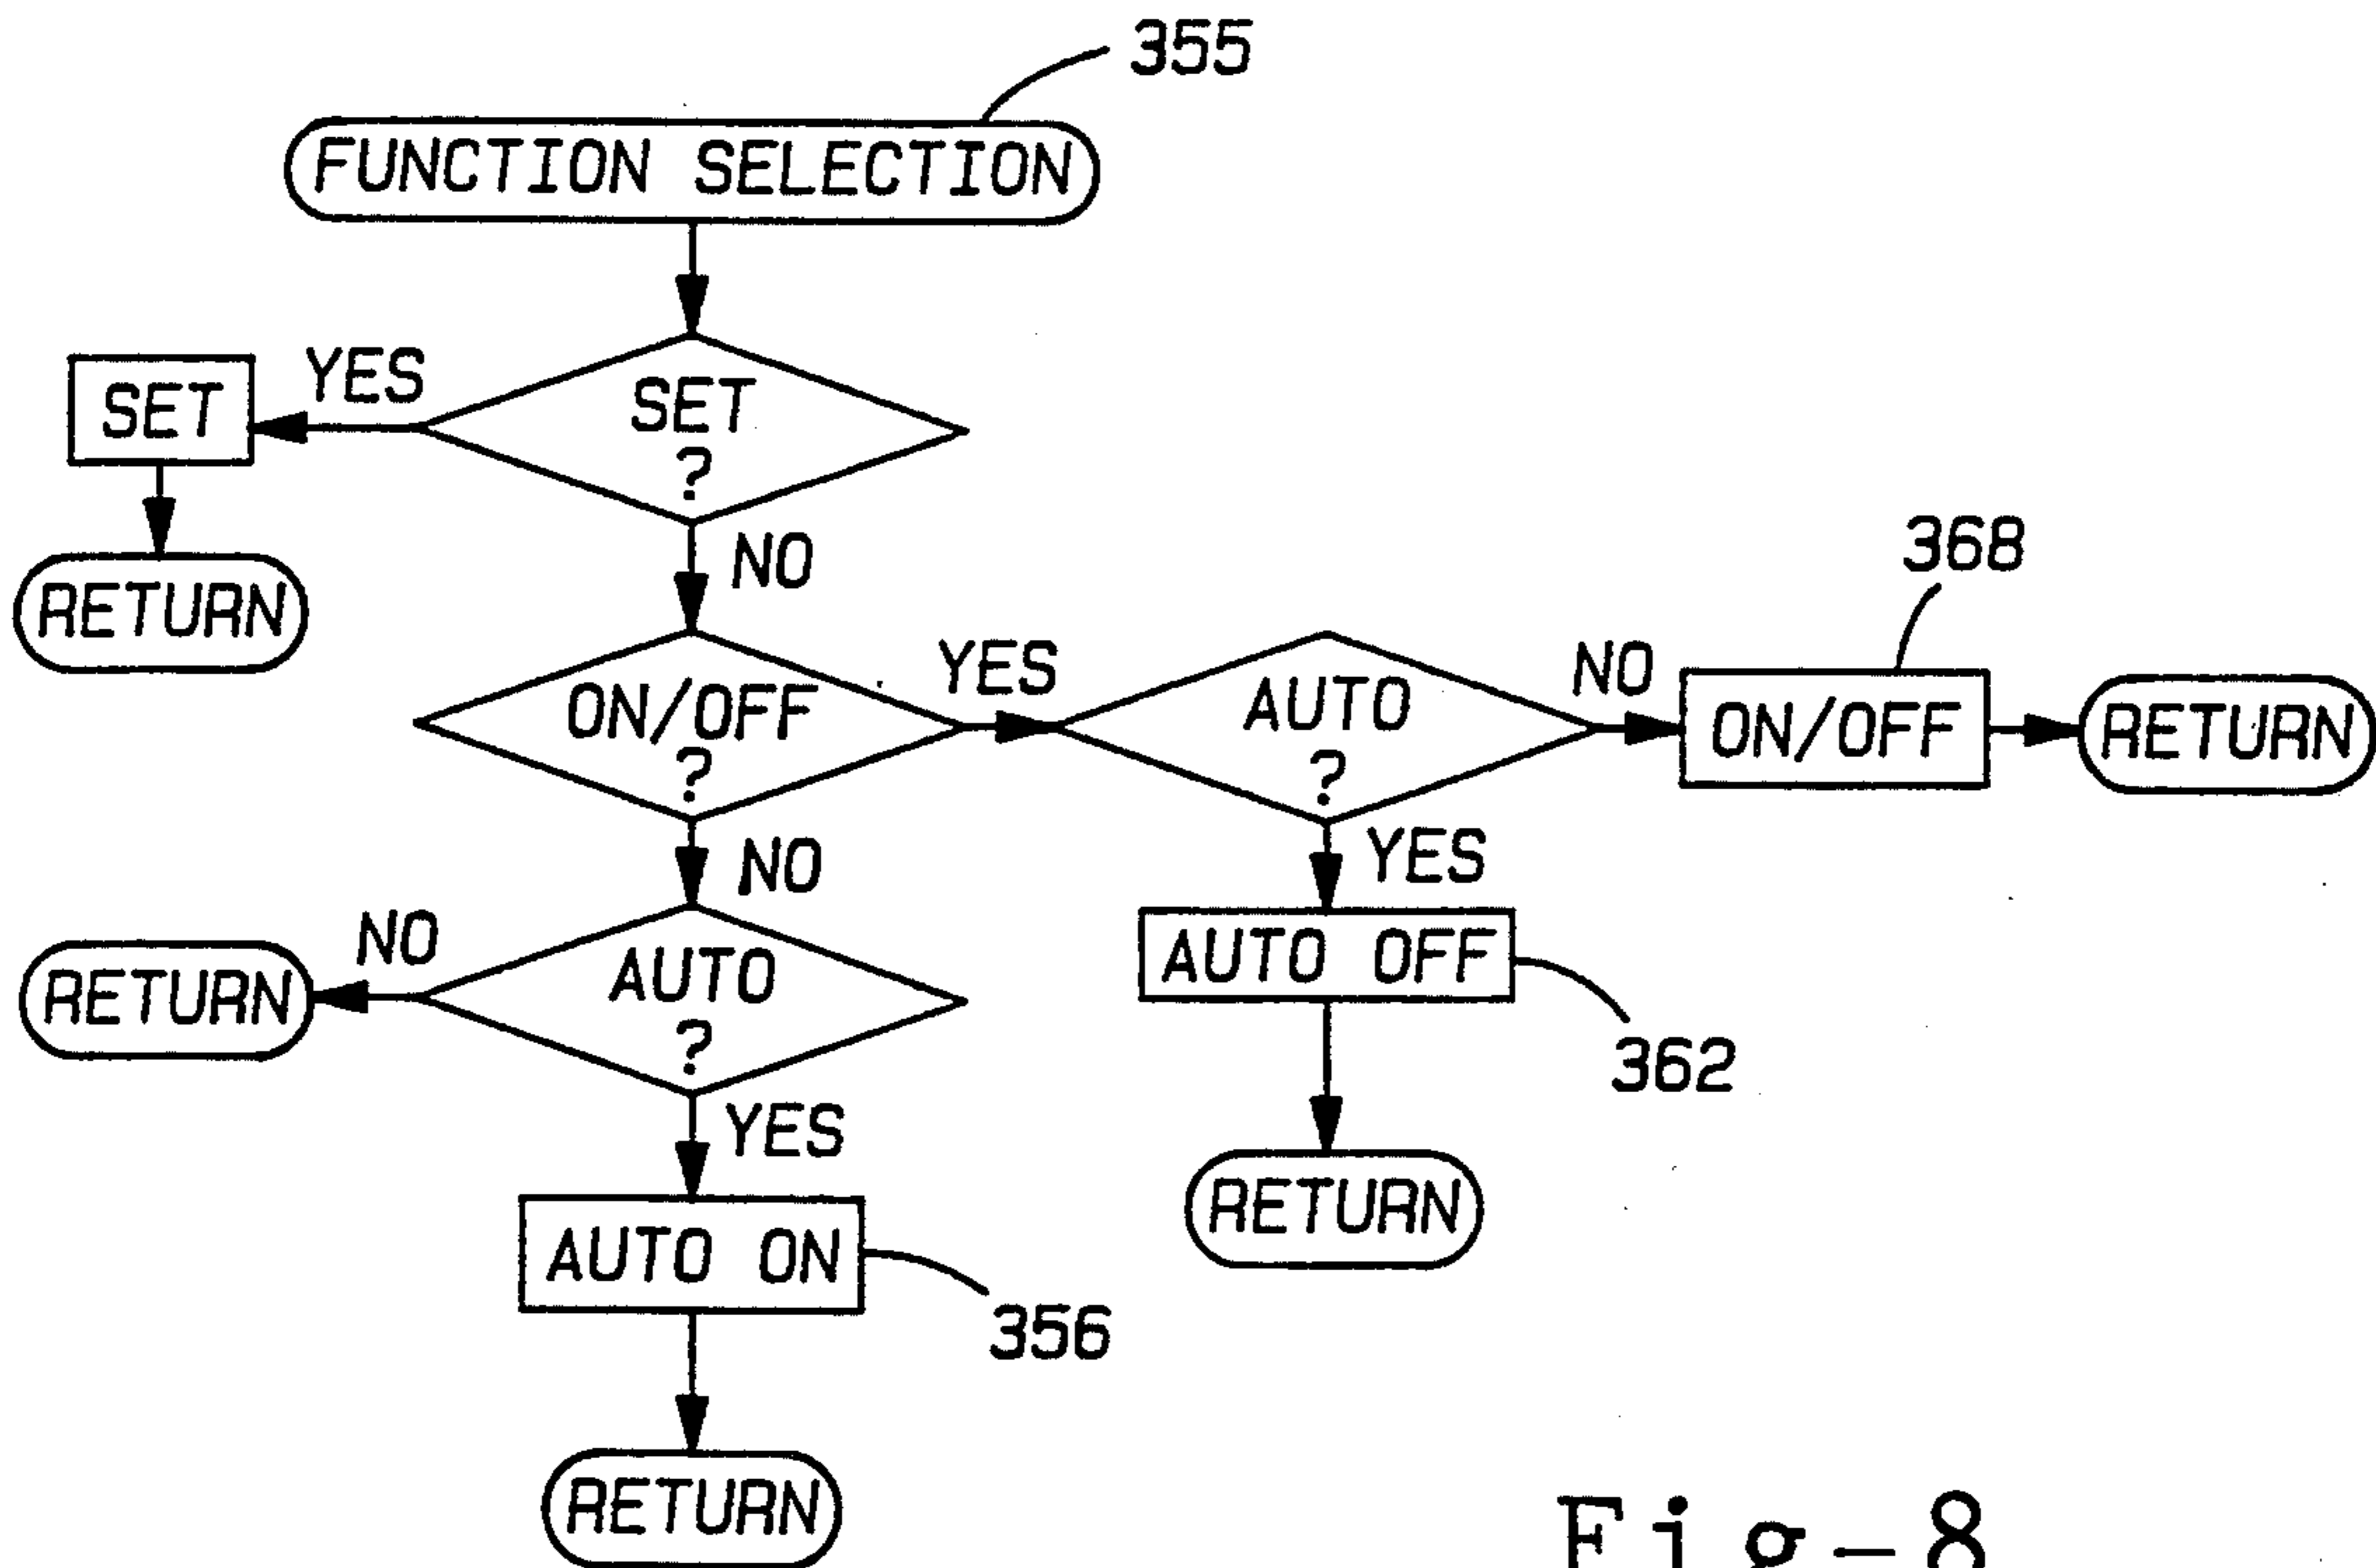 355
FUNCTION SELECTION
SET
YES
SET
?
NO
RETURN
368
ON/OFF
?
YES
AUTO
?
NO
ON/OFF
RETURN
NO
YES
RETURN
NO
AUTO
?
AUTO OFF
362
YES
RETURN
AUTO ON
356
RETURN
Fig-8